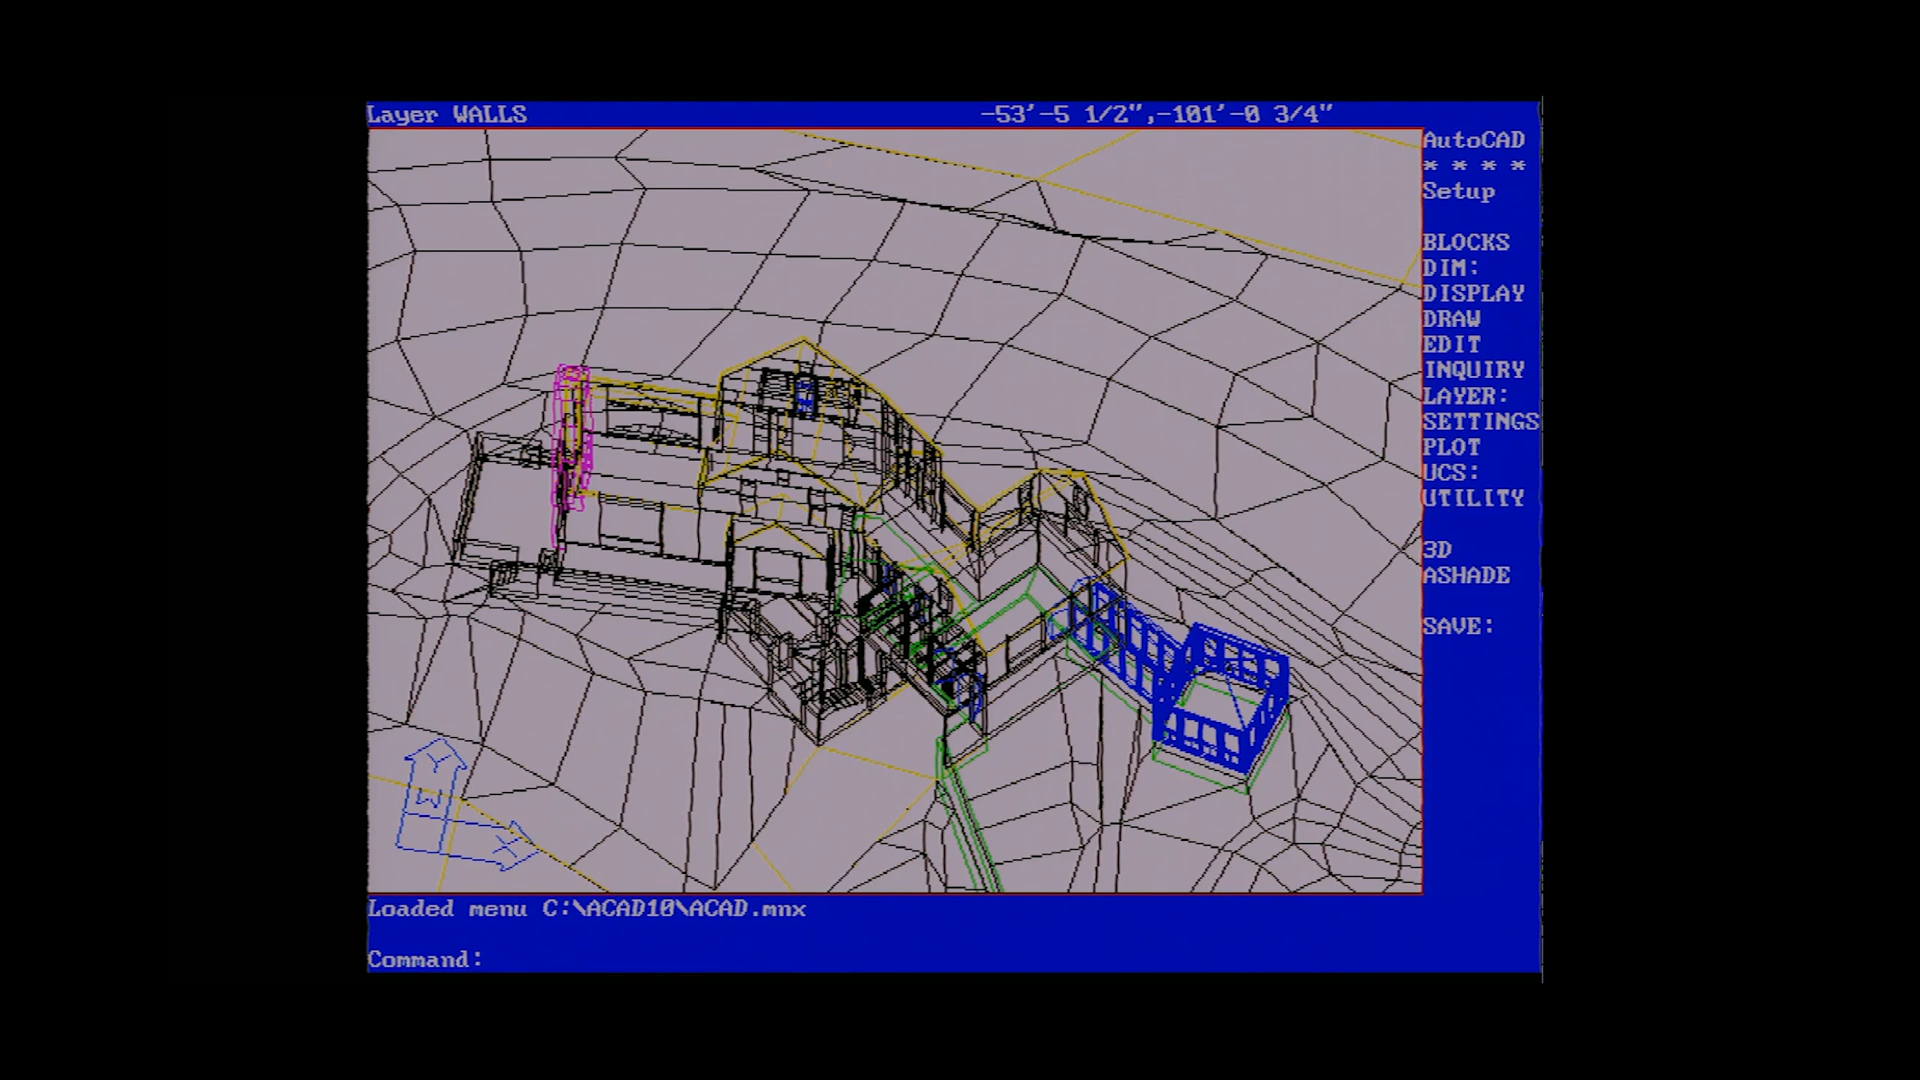 Layer WALLS -53'-5 1/2",-101'-0 3/4"
AutoCAD
* * * *
Setup
BLOCKS
DIM:
DISPLAY
DRAW
EDIT
INQUIRY
LAYER:
SETTINGS
PLOT
UCS:
UTILITY
3D
ASHADE
SAVE:
Y
W
X
Loaded menu C:\ACAD10\ACAD.mnx
Command: